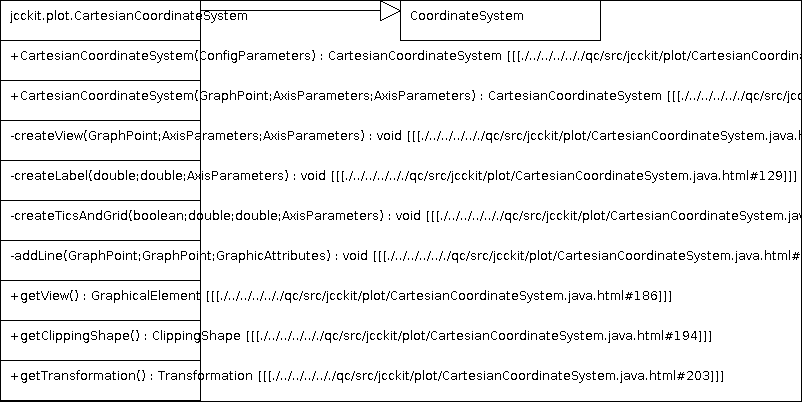 jcckit.plot.CartesianCoordinateSystem
CoordinateSystem
+CartesianCoordinateSystem(ConfigParameters) : CartesianCoordinateSystem [[[./../../../../../qc/src/jcckit/plot/CartesianCoordin
+CartesianCoordinateSystem(GraphPoint;AxisParameters;AxisParameters) : CartesianCoordinateSystem [[[./../../../../../qc/src/jcc
-createView(GraphPoint;AxisParameters;AxisParameters) : void [[[./../../../../../qc/src/jcckit/plot/CartesianCoordinateSystem.java.h
-createLabel(double;double;AxisParameters) : void [[[./../../../../../qc/src/jcckit/plot/CartesianCoordinateSystem.java.html#129]]]
-createTicsAndGrid(boolean;double;double;AxisParameters) : void [[[./../../../../../qc/src/jcckit/plot/CartesianCoordinateSystem.jav
-addLine(GraphPoint;GraphPoint;GraphicAttributes) : void [[[./../../../../../qc/src/jcckit/plot/CartesianCoordinateSystem.java.html#
+getView() : GraphicalElement [[[./../../../../../qc/src/jcckit/plot/CartesianCoordinateSystem.java.html#186]]]
+getClippingShape() : ClippingShape [[[./../../../../../qc/src/jcckit/plot/CartesianCoordinateSystem.java.html#194]]]
+getTransformation() : Transformation [[[./../../../../../qc/src/jcckit/plot/CartesianCoordinateSystem.java.html#203]]]